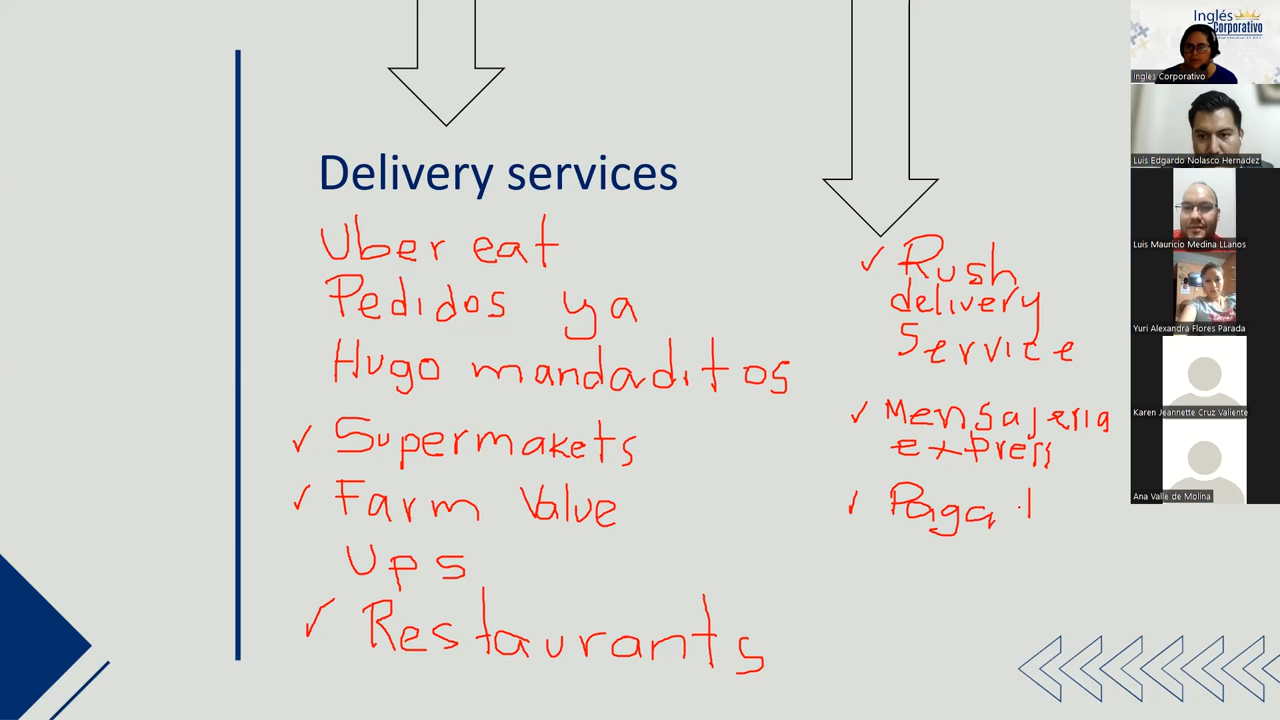 Delivery services
Uber eat
Pedidos ya
Hugo mandaditos
✓ Supermakets
✓ Farm Value
Ups
✓ Restaurants
✓ Rush
delivery
Service
✓ Mensajeria
express
✓ Paga
Inglés
Corporativo
Ingles Corporativo
Luis Edgardo Nolasco Hernadez
Luis Mauricio Medina LLanos
Yuri Alexandra Flores Parada
Karen Jeannette Cruz Valiente
Ana Valle de Molina